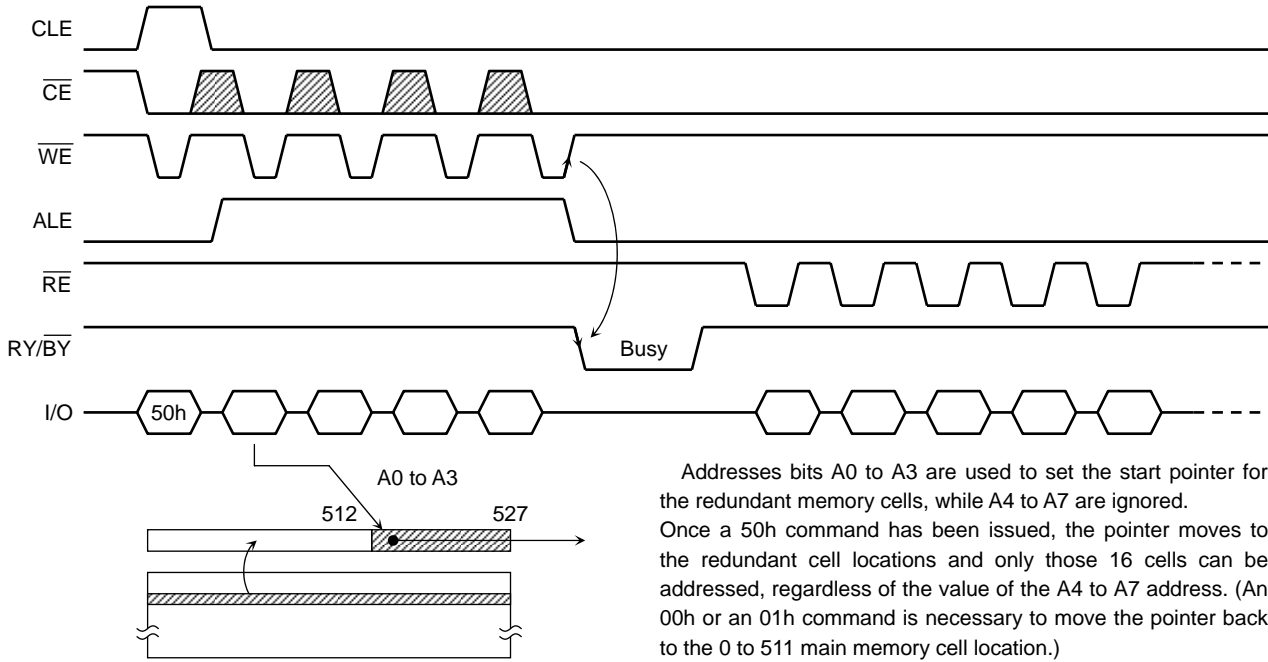 CLE
CE
WE
ALE
RE
RY/BY
Busy
I/O
50h
A0 to A3
512
527
Addresses bits A0 to A3 are used to set the start pointer for
the redundant memory cells, while A4 to A7 are ignored.
Once a 50h command has been issued, the pointer moves to
the redundant cell locations and only those 16 cells can be
addressed, regardless of the value of the A4 to A7 address. (An
00h or an 01h command is necessary to move the pointer back
to the 0 to 511 main memory cell location.)